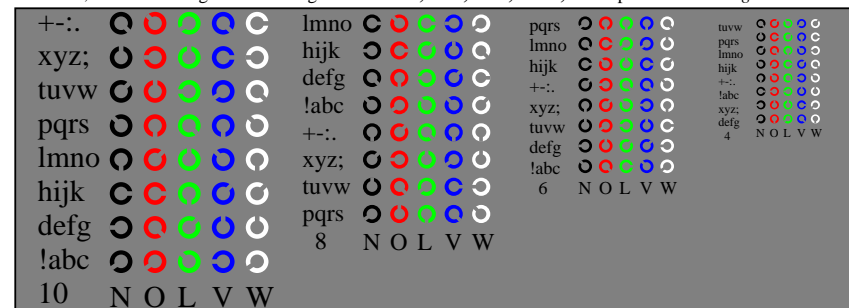 +-:.
xyz;
tuvw
pqrs
lmno
hijk
defg
!abc
10 N O L V W
lmno
hijk
defg
!abc
+-:.
xyz;
tuvw
pqrs
8 N O L V W
pqrs
lmno
hijk
+-:.
xyz;
tuvw
defg
!abc
6 N O L V W
tuvw
pqrs
lmno
hijk
+-:.
!abc
xyz;
defg
4 N O L V W